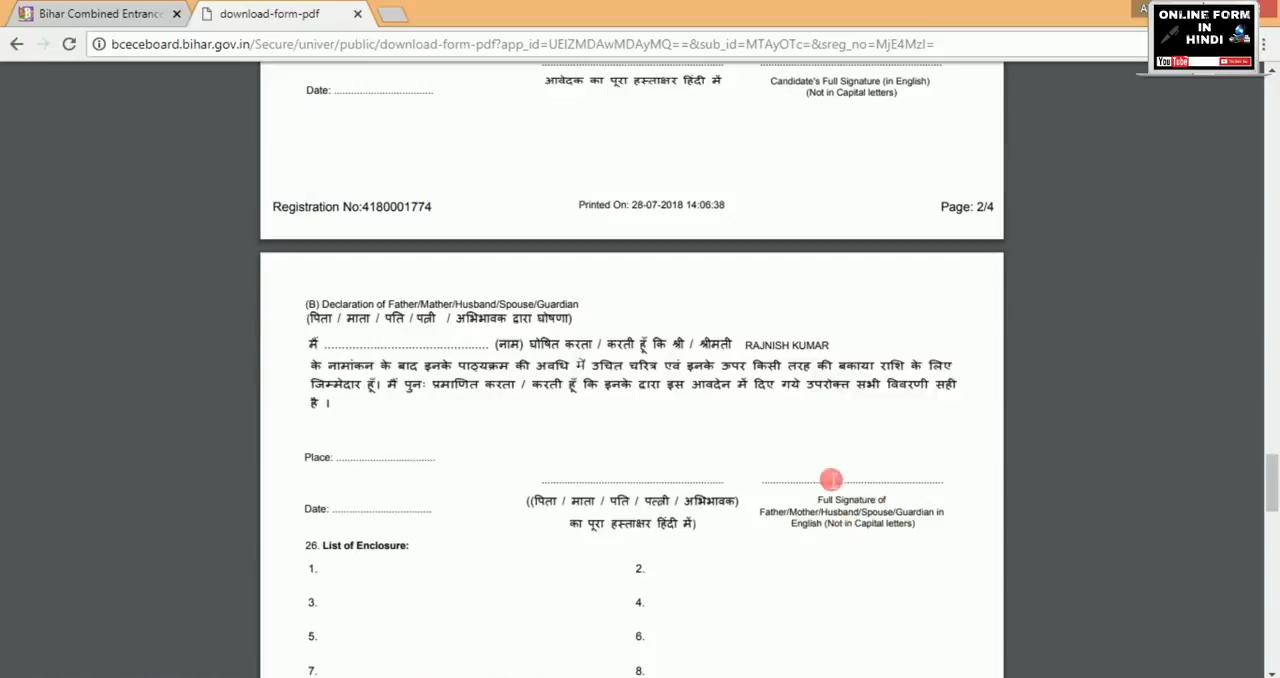 Bihar Combined Entrance
download-form-pdf
bceceboard.bihar.gov.in/Secure/univer/public/download-form-pdf?app_id=UEIZMDAwMDAyMQ==&sub_id=MTAyOTc=&sreg_no=MjE4MzI=
ONLINE FORM
IN
HINDI
YouTube
आवेदक का पूरा हस्ताक्षर हिंदी में
Candidate's Full Signature (in English)
(Not in Capital letters)
Date: .................................
Registration No:4180001774
Printed On: 28-07-2018 14:06:38
Page: 2/4
(B) Declaration of Father/Mather/Husband/Spouse/Guardian
(पिता / माता / पति / पत्नी / अभिभावक द्वारा घोषणा)
मैं ......................................... (नाम) घोषित करता / करती हूँ कि श्री / श्रीमती RAJNISH KUMAR
के नामांकन के बाद इनके पाठ्यक्रम की अवधि में उचित चरित्र एवं इनके ऊपर किसी तरह की बकाया राशि के लिए
जिम्मेदार हूँ। मैं पुनः प्रमाणित करता / करती हूँ कि इनके द्वारा इस आवदेन में दिए गये उपरोक्त सभी विवरणी सही
है ।
Place: .................................
Date: .................................
((पिता / माता / पति / पत्नी / अभिभावक)
का पूरा हस्ताक्षर हिंदी में)
Full Signature of
Father/Mother/Husband/Spouse/Guardian in
English (Not in Capital letters)
26. List of Enclosure:
1. 2.
3. 4.
5. 6.
7. 8.